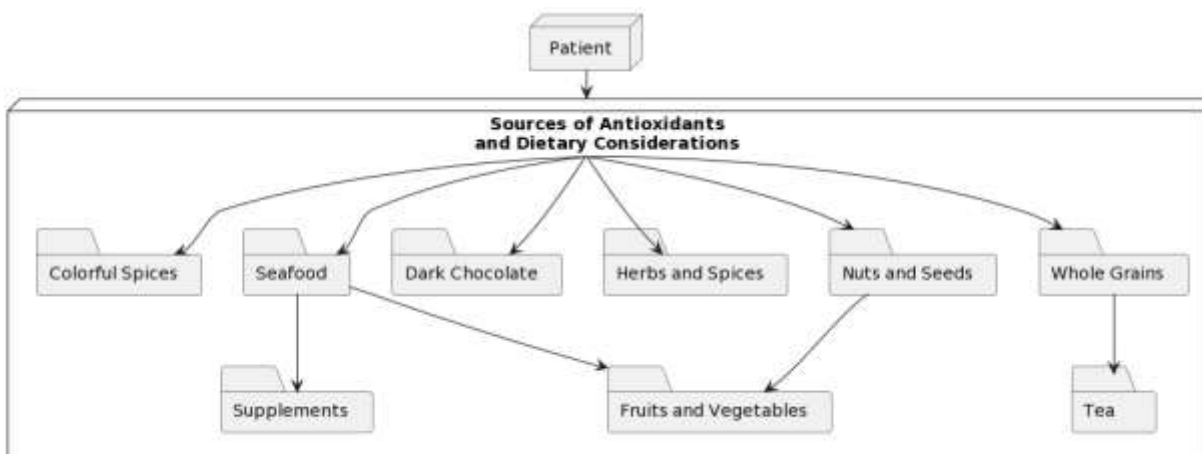 Patient
Sources of Antioxidants
and Dietary Considerations
Colorful Spices
Seafood
Dark Chocolate
Herbs and Spices
Nuts and Seeds
Whole Grains
Supplements
Fruits and Vegetables
Tea